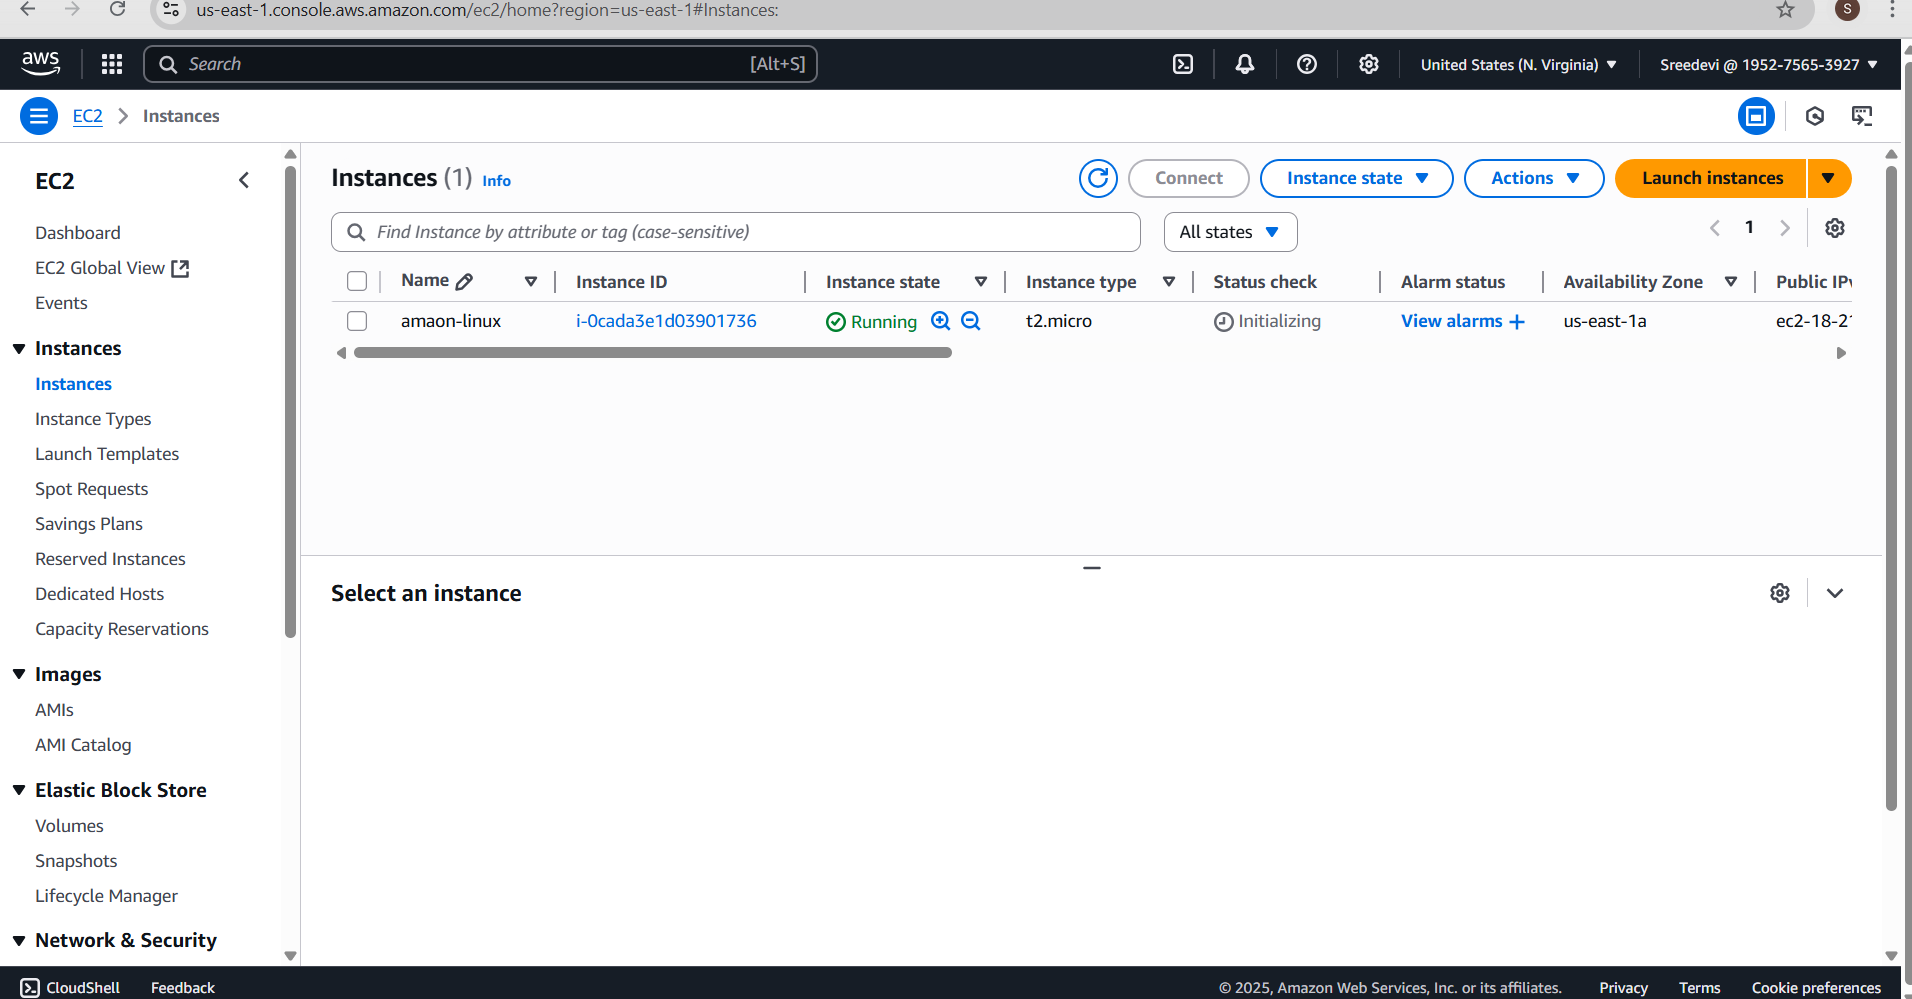 us-east-1.console.aws.amazon.com/ec2/home?region=us-east-1#Instances:
S
aws
Search
[Alt+S]
United States (N. Virginia)
Sreedevi @ 1952-7565-3927
EC2
Instances
EC2
Dashboard
EC2 Global View
Events
Instances
Instances
Instance Types
Launch Templates
Spot Requests
Savings Plans
Reserved Instances
Dedicated Hosts
Capacity Reservations
Images
AMIs
AMI Catalog
Elastic Block Store
Volumes
Snapshots
Lifecycle Manager
Network & Security
Instances (1) Info
Connect
Instance state
Actions
Launch instances
Find Instance by attribute or tag (case-sensitive)
All states
1
Name Instance ID Instance state Instance type Status check Alarm status Availability Zone Public IPv
amaon-linux i-0cada3e1d03901736 Running t2.micro Initializing View alarms + us-east-1a ec2-18-21
Select an instance
CloudShell
Feedback
© 2025, Amazon Web Services, Inc. or its affiliates.
Privacy
Terms
Cookie preferences